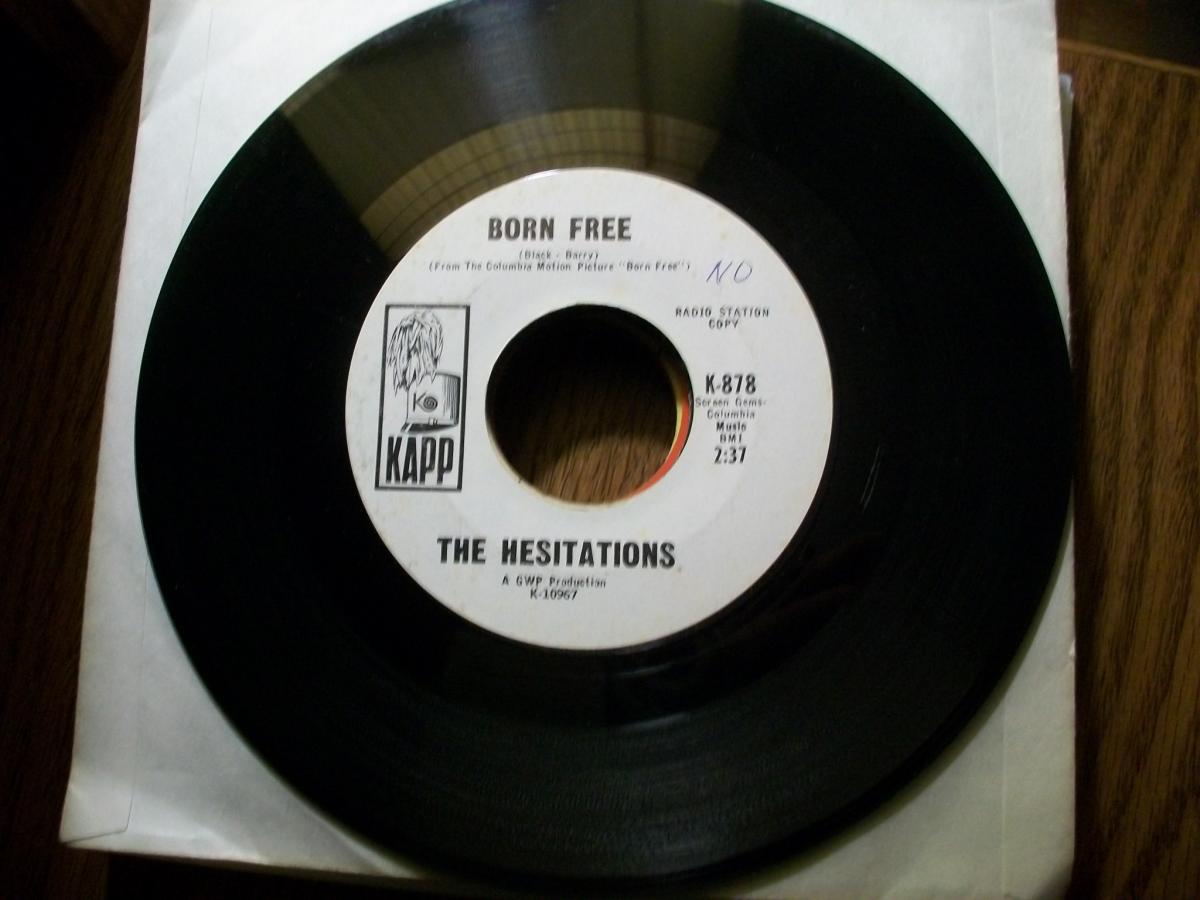 BORN FREE
(Black - Barry)
(From The Columbia Motion Picture "Born Free")
NO
RADIO STATION
COPY
K
KAPP
K-878
Screen Gems-
Columbia
Music
BMI
2:37
THE HESITATIONS
A GWP Production
K-10967